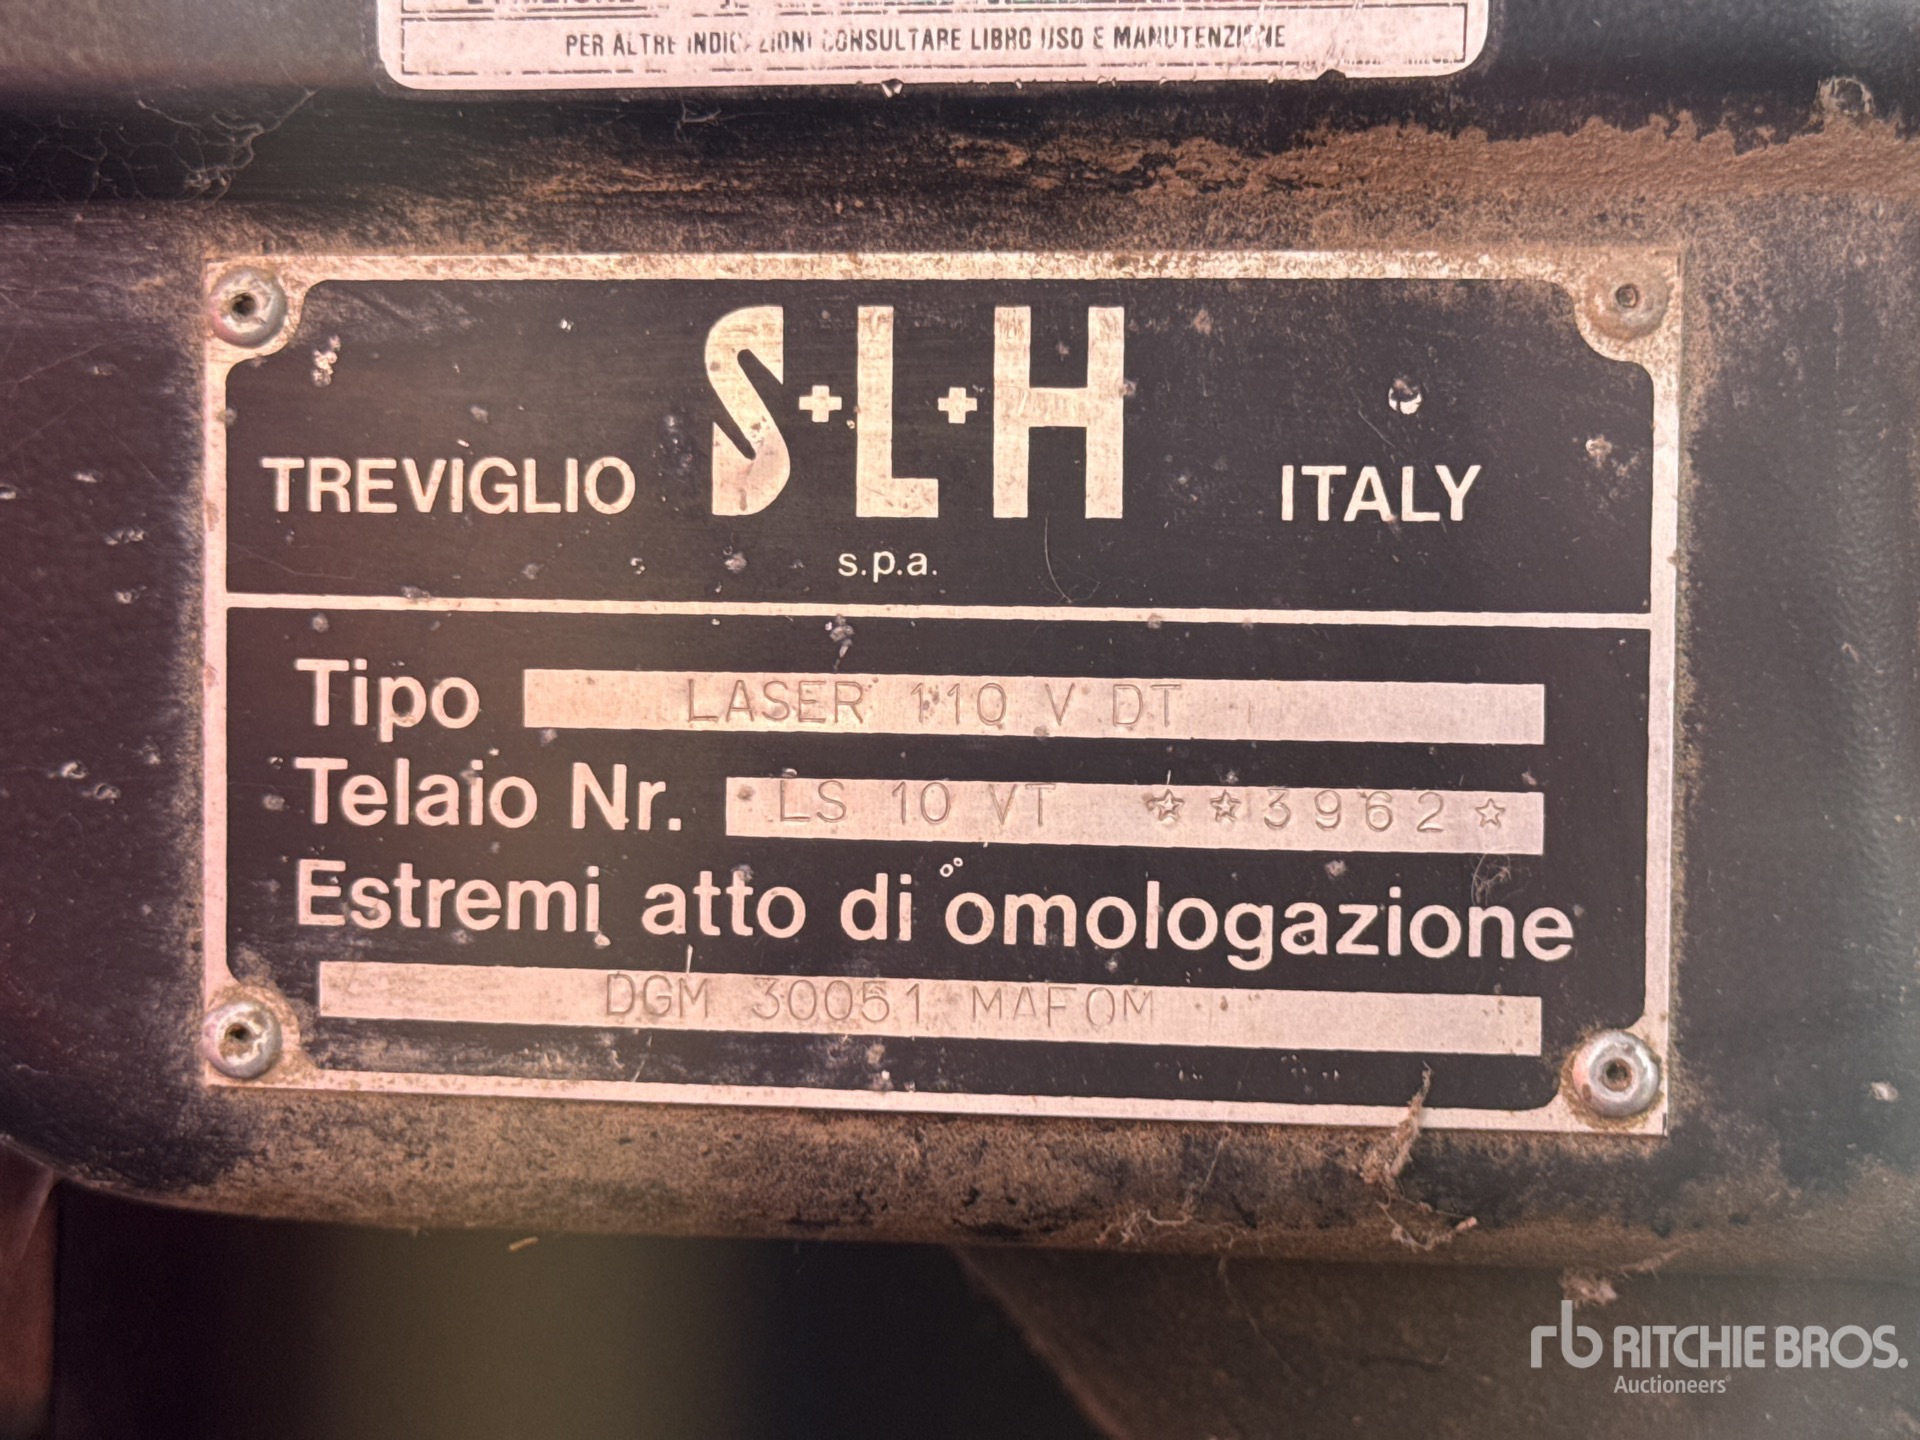 PER ALTRE INDICAZIONI CONSULTARE LIBRO USO E MANUTENZIONE
S+L+H
TREVIGLIO
ITALY
s.p.a.
Tipo LASER 110 V DT
Telaio Nr. LS 10 VT ☆☆3962☆
Estremi atto di omologazione
DGM 30051 MAFOM
rb RITCHIE BROS.
Auctioneers